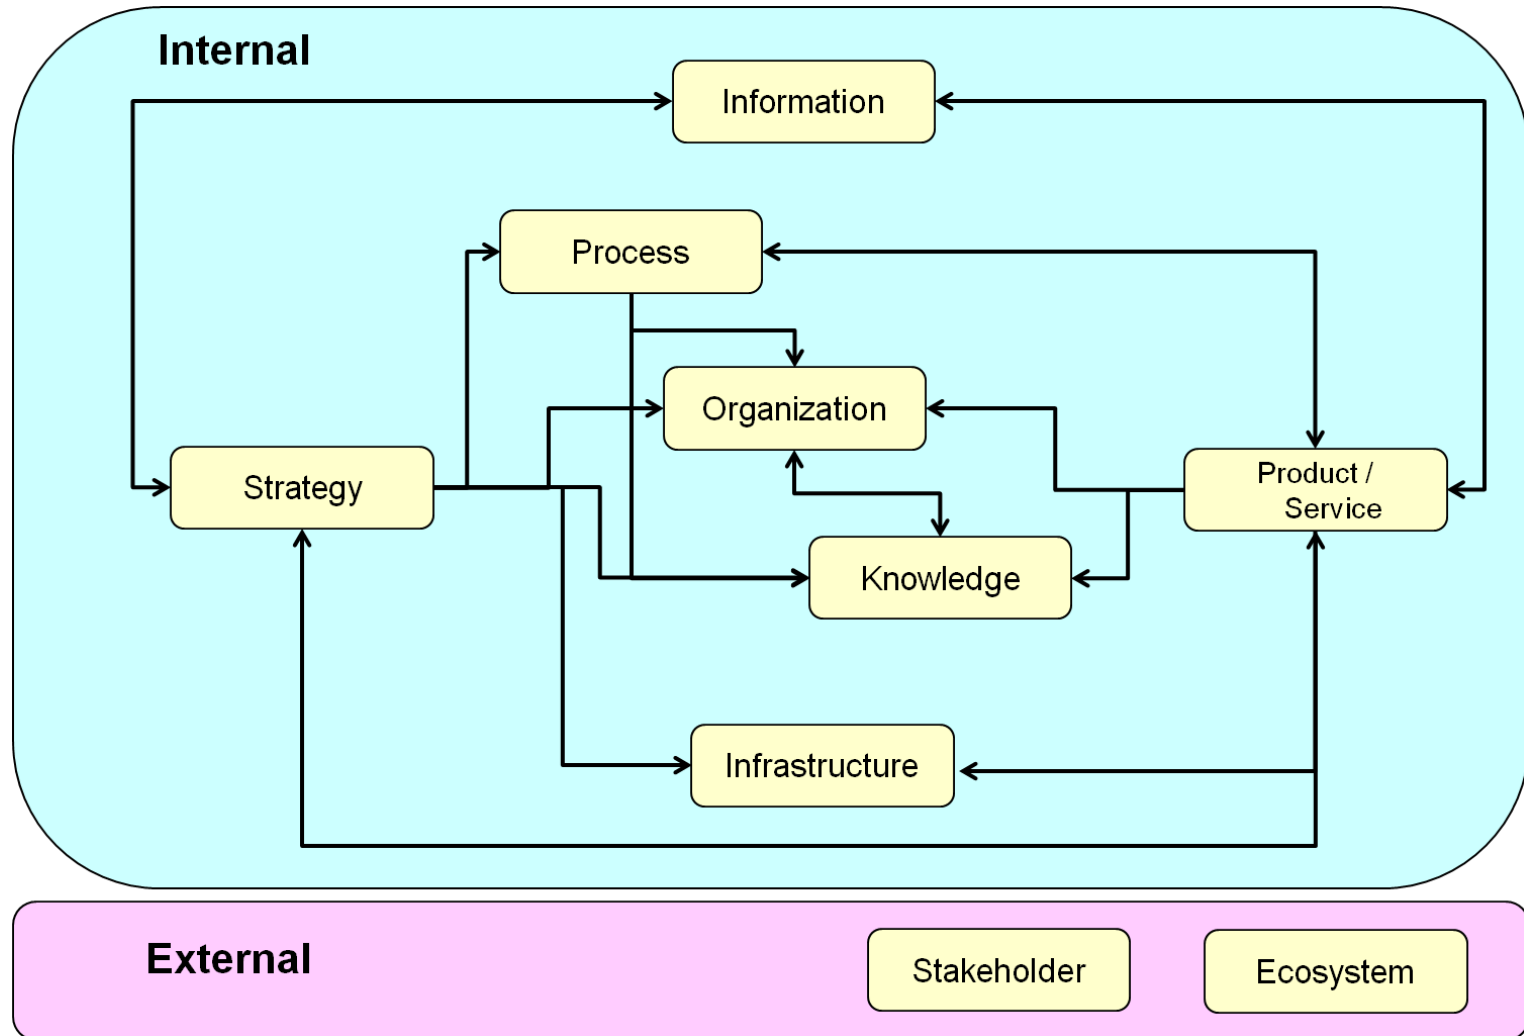 Internal
Information
Process
Organization
Strategy
Product /
Service
Knowledge
Infrastructure
External
Stakeholder
Ecosystem